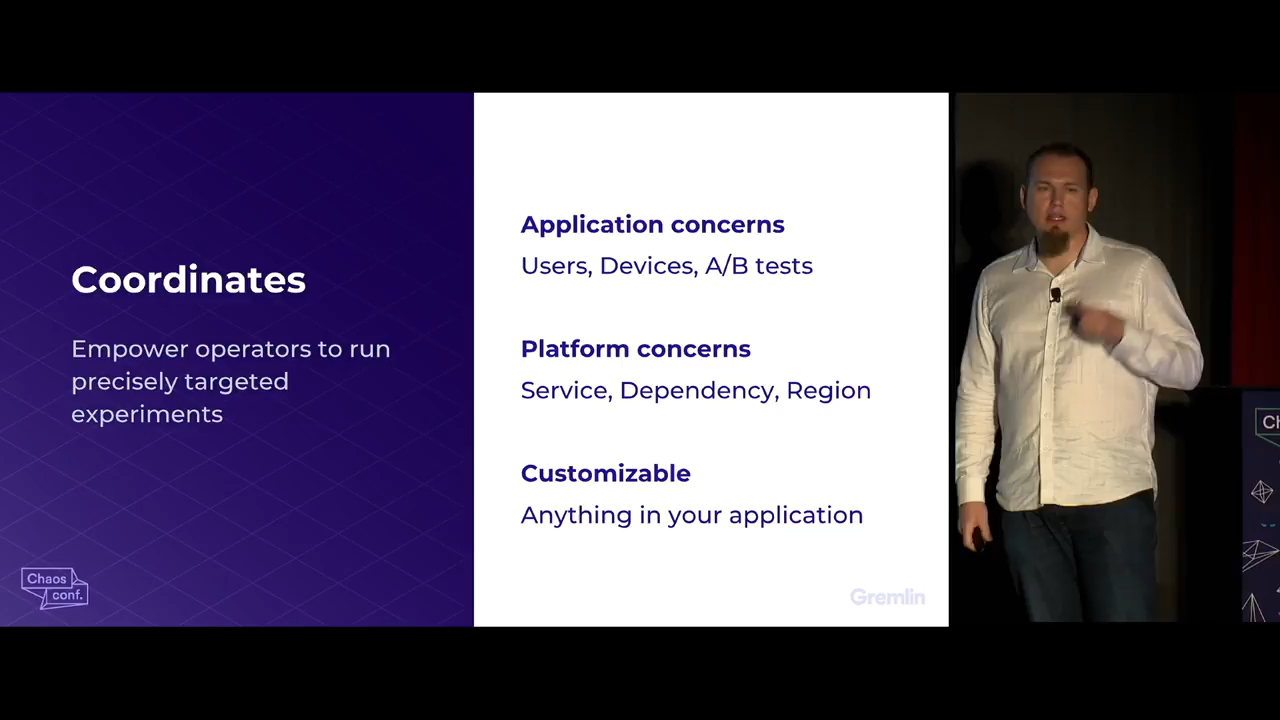 Coordinates
Empower operators to run
precisely targeted
experiments
Chaos
conf.
Application concerns
Users, Devices, A/B tests
Platform concerns
Service, Dependency, Region
Customizable
Anything in your application
Gremlin